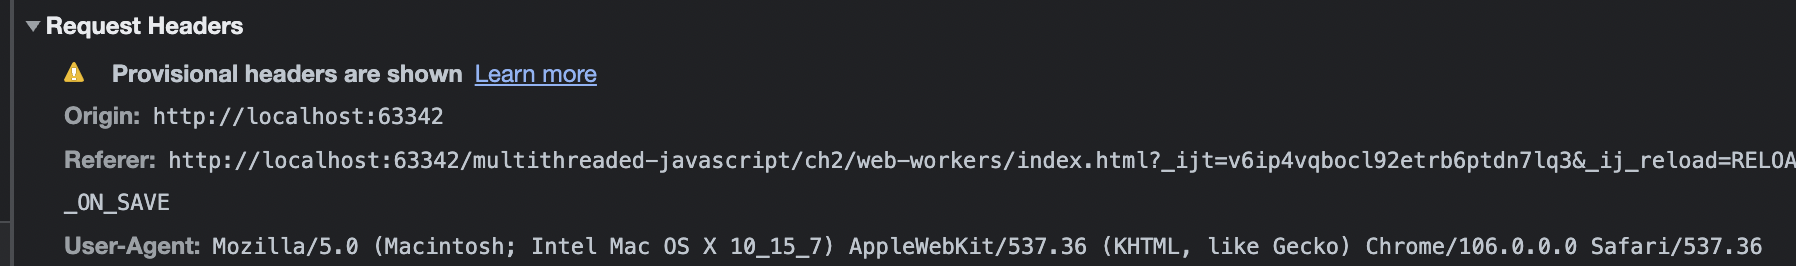 Request Headers
Provisional headers are shown Learn more
Origin: http://localhost:63342
Referer: http://localhost:63342/multithreaded-javascript/ch2/web-workers/index.html?_ijt=v6ip4vqbocl92etrb6ptdn7lq3&_ij_reload=RELOA
_ON_SAVE
User-Agent: Mozilla/5.0 (Macintosh; Intel Mac OS X 10_15_7) AppleWebKit/537.36 (KHTML, like Gecko) Chrome/106.0.0.0 Safari/537.36